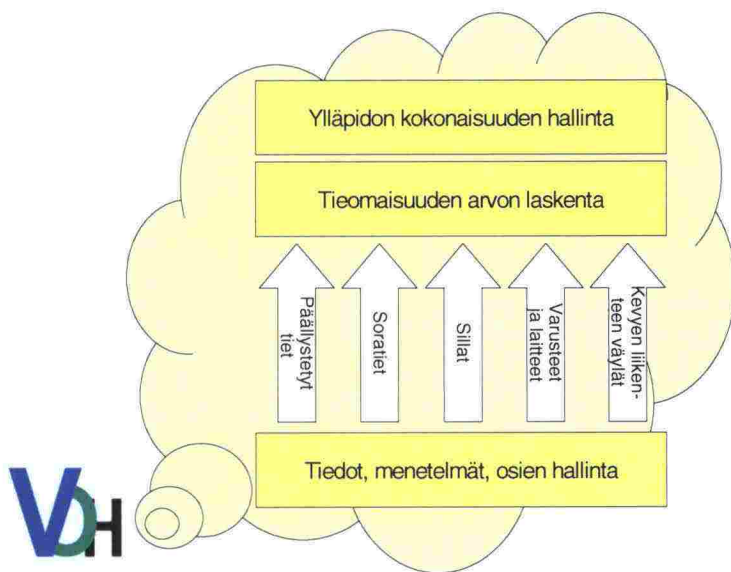 Ylläpidon kokonaisuuden hallinta
Tieomaisuuden arvon laskenta
Päällystetyt
tiet
Soratiet
Sillat
Varusteet
ja laitteet
Kevyen liiken-
teen väylät
Tiedot, menetelmät, osien hallinta
VOH